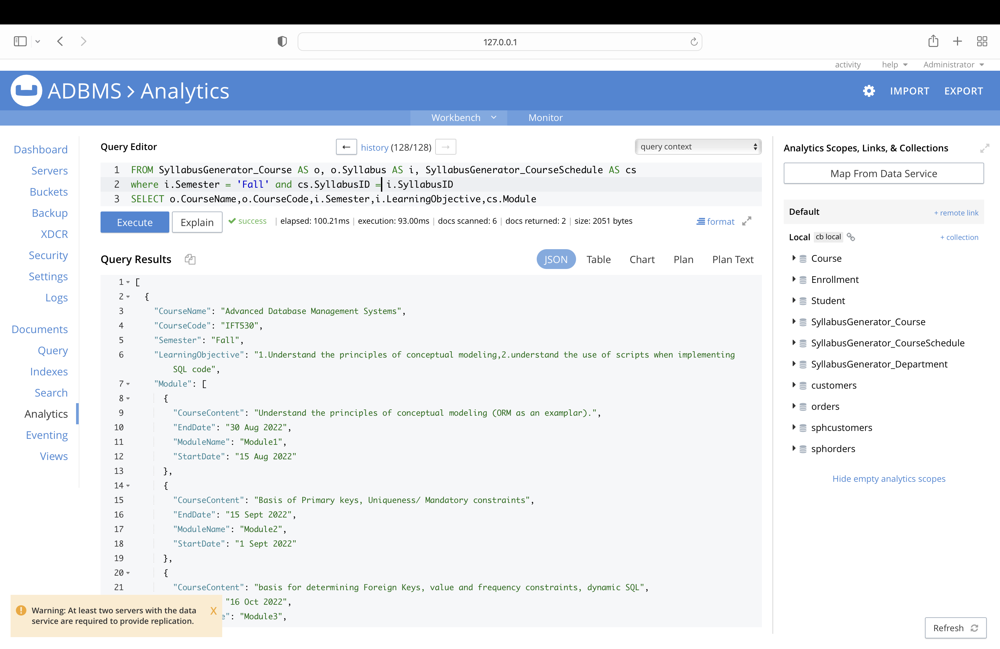 127.0.0.1
activity help Administrator
ADBMS > Analytics IMPORT EXPORT
Workbench Monitor
Dashboard
Servers
Buckets
Backup
XDCR
Security
Settings
Logs
Documents
Query
Indexes
Search
Analytics
Eventing
Views
Query Editor ← history (128/128) → query context
1 FROM SyllabusGenerator_Course AS o, o.Syllabus AS i, SyllabusGenerator_CourseSchedule AS cs
2 where i.Semester = 'Fall' and cs.SyllabusID = i.SyllabusID
3 SELECT o.CourseName,o.CourseCode,i.Semester,i.LearningObjective,cs.Module
Execute Explain success | elapsed: 100.21ms | execution: 93.00ms | docs scanned: 6 | docs returned: 2 | size: 2051 bytes format
Query Results JSON Table Chart Plan Plan Text
1 [
2 {
3 "CourseName": "Advanced Database Management Systems",
4 "CourseCode": "IFT530",
5 "Semester": "Fall",
6 "LearningObjective": "1.Understand the principles of conceptual modeling,2.understand the use of scripts when implementing
SQL code",
7 "Module": [
8 {
9 "CourseContent": "Understand the principles of conceptual modeling (ORM as an examplar).",
10 "EndDate": "30 Aug 2022",
11 "ModuleName": "Module1",
12 "StartDate": "15 Aug 2022"
13 },
14 {
15 "CourseContent": "Basis of Primary keys, Uniqueness/ Mandatory constraints",
16 "EndDate": "15 Sept 2022",
17 "ModuleName": "Module2",
18 "StartDate": "1 Sept 2022"
19 },
20 {
21 "CourseContent": "basis for determining Foreign Keys, value and frequency constraints, dynamic SQL",
"16 Oct 2022",
e": "Module3",
Warning: At least two servers with the data X
service are required to provide replication.
Analytics Scopes, Links, & Collections
Map From Data Service
Default + remote link
Local cb local + collection
Course
Enrollment
Student
SyllabusGenerator_Course
SyllabusGenerator_CourseSchedule
SyllabusGenerator_Department
customers
orders
sphcustomers
sphorders
Hide empty analytics scopes
Refresh